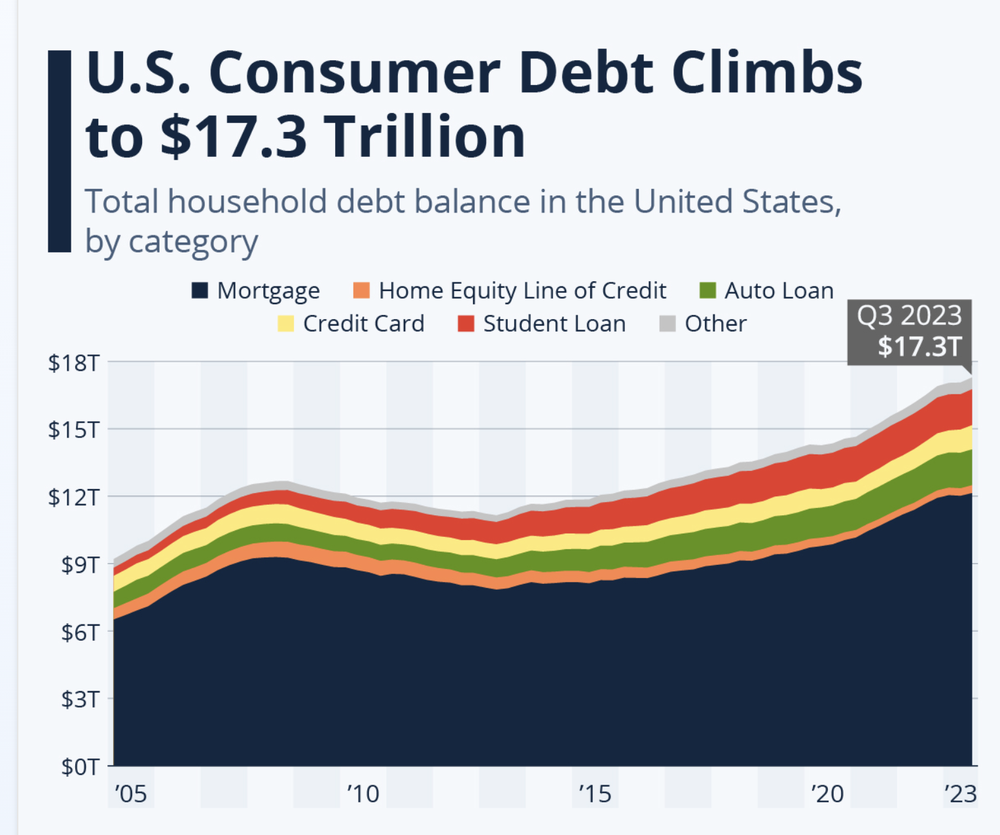 U.S. Consumer Debt Climbs
to $17.3 Trillion
Total household debt balance in the United States,
by category
Mortgage Home Equity Line of Credit Auto Loan
Credit Card Student Loan Other
Q3 2023
$17.3T
$18T
$15T
$12T
$9T
$6T
$3T
$0T
’05 ’10 ’15 ’20 ’23